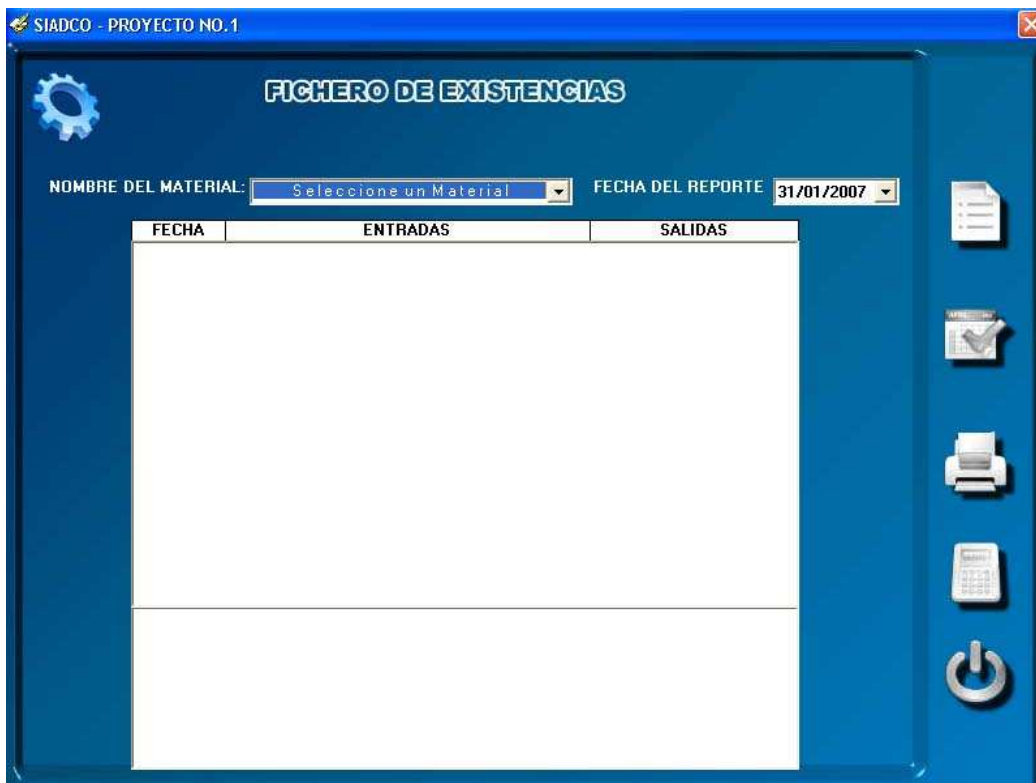 SIADCO - PROYECTO NO.1
FICHERO DE EXISTENCIAS
NOMBRE DEL MATERIAL: Seleccione un Material FECHA DEL REPORTE 31/01/2007
FECHA ENTRADAS SALIDAS